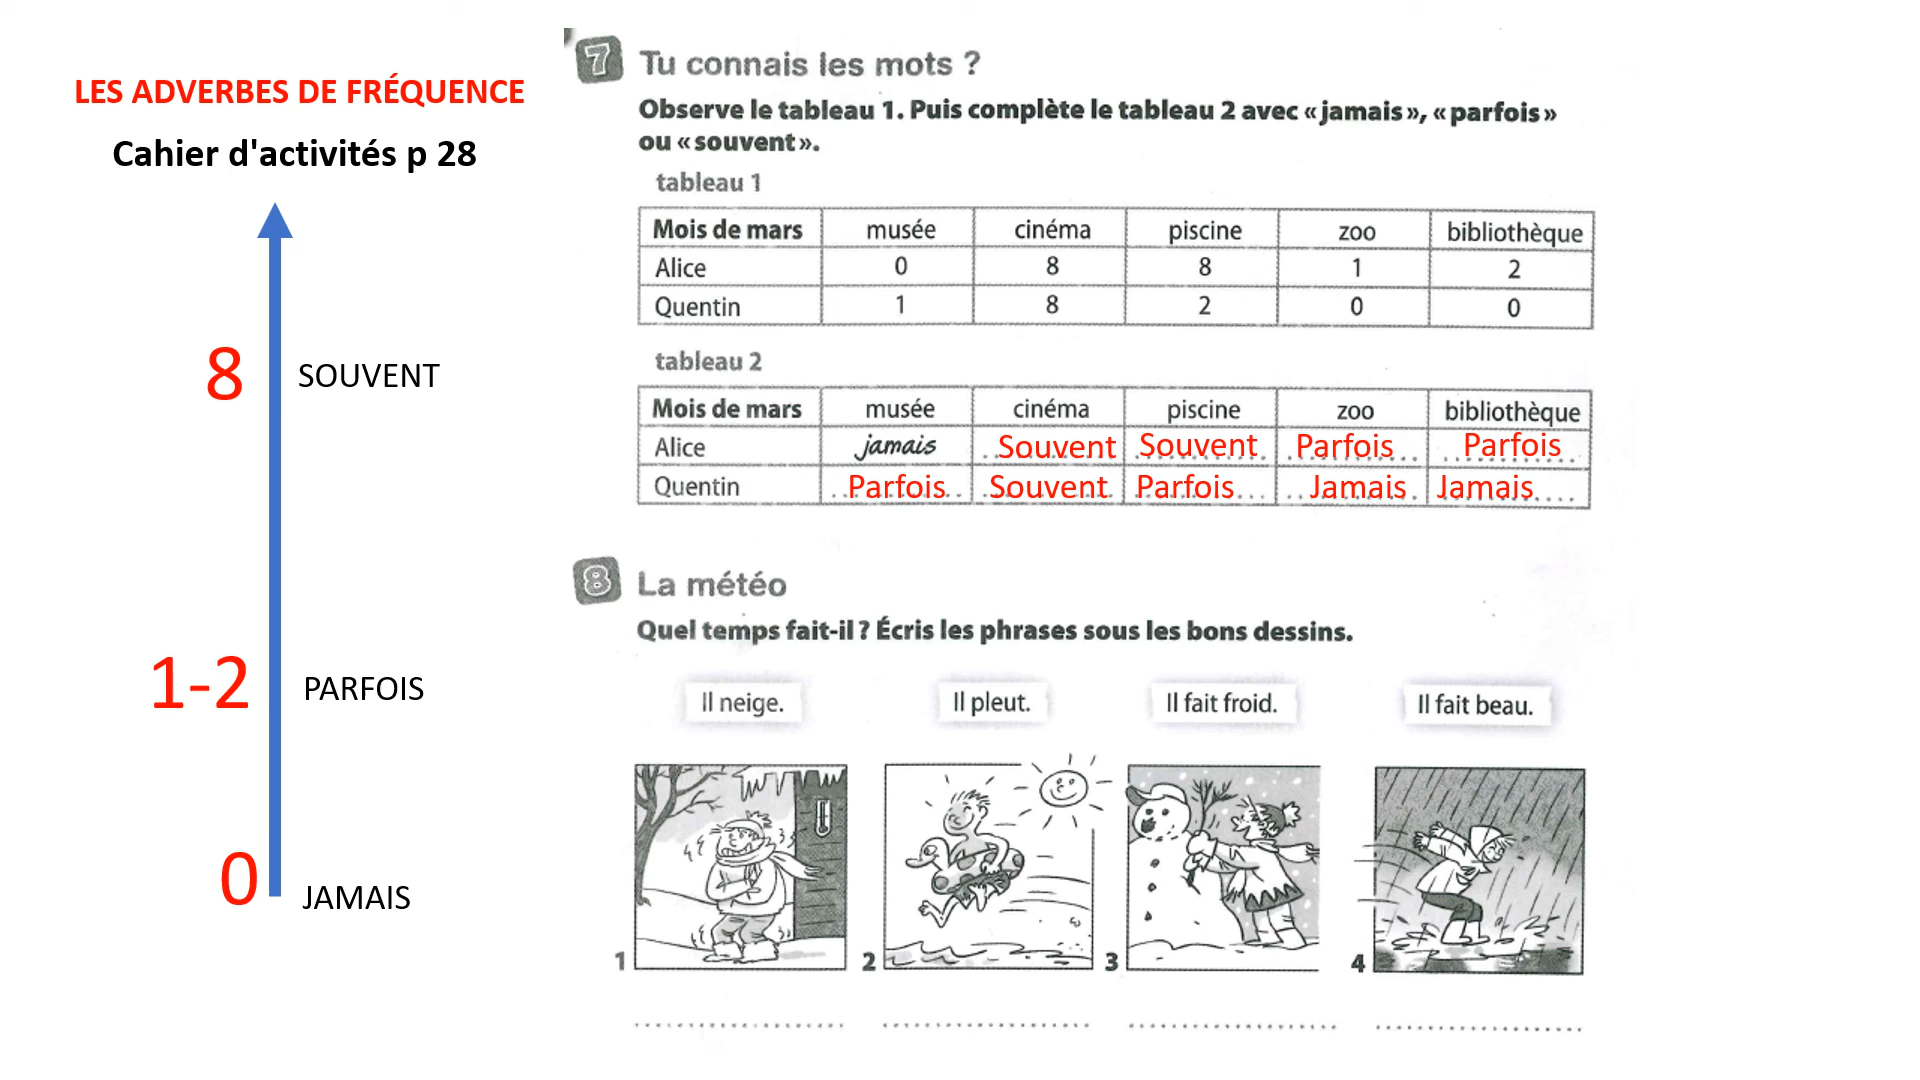 LES ADVERBES DE FRÉQUENCE
Cahier d'activités p 28
8 SOUVENT
1-2 PARFOIS
0 JAMAIS
7 Tu connais les mots ?
Observe le tableau 1. Puis complète le tableau 2 avec « jamais », « parfois »
ou « souvent ».
tableau 1
Mois de mars musée cinéma piscine zoo bibliothèque
Alice 0 8 8 1 2
Quentin 1 8 2 0 0
tableau 2
Mois de mars musée cinéma piscine zoo bibliothèque
Alice jamais Souvent Souvent Parfois Parfois
Quentin Parfois Souvent Parfois Jamais Jamais
8 La météo
Quel temps fait-il ? Écris les phrases sous les bons dessins.
Il neige. Il pleut. Il fait froid. Il fait beau.
1 2 3 4